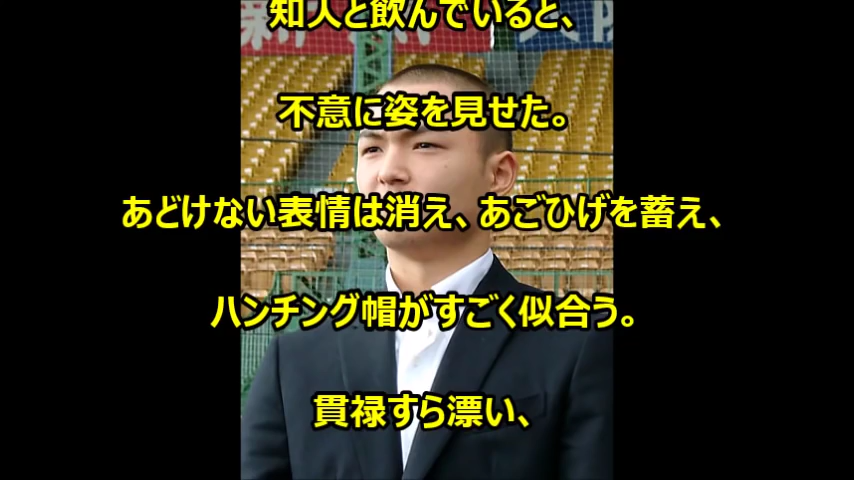 知人と飲んでいると、
不意に姿を見せた。
あどけない表情は消え、あごひげを蓄え、
ハンチング帽がすごく似合う。
貫禄すら漂い、